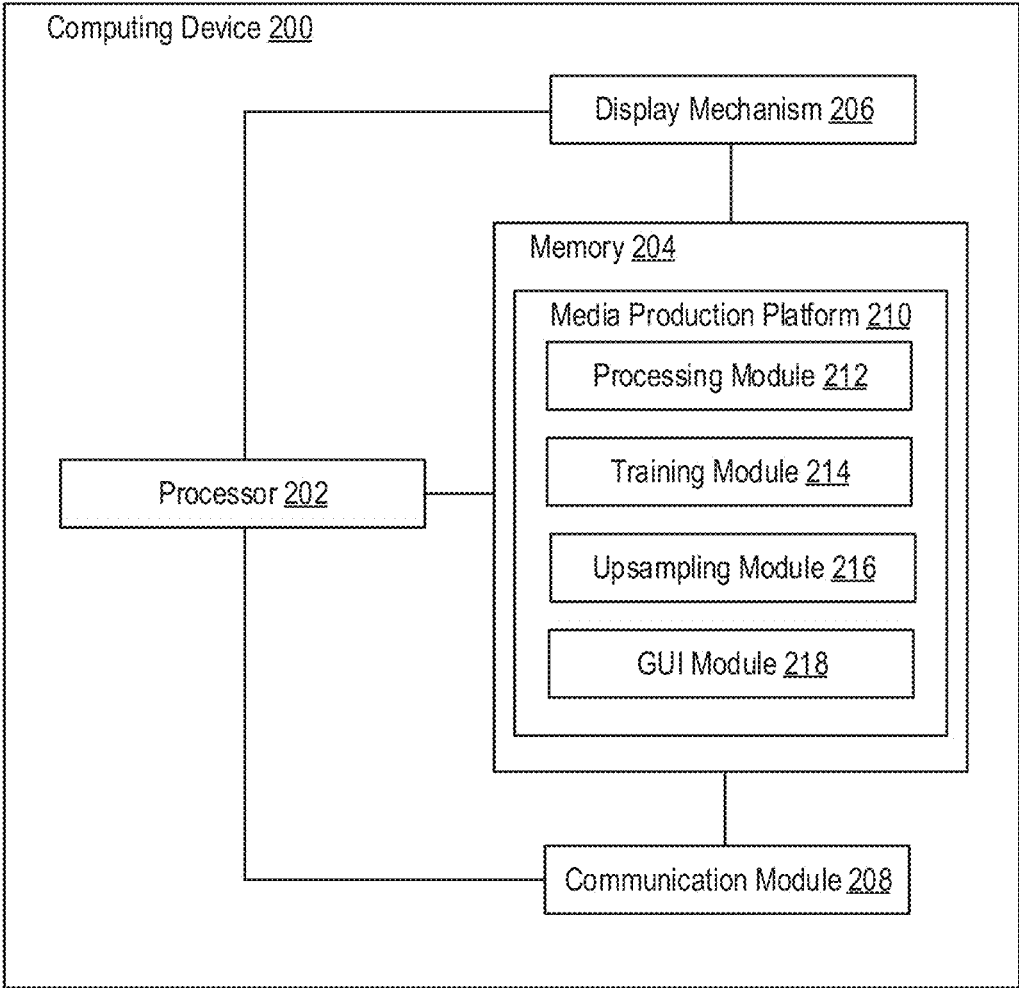 Computing Device 200
Display Mechanism 206
Memory 204
Media Production Platform 210
Processing Module 212
Training Module 214
Processor 202
Upsampling Module 216
GUI Module 218
Communication Module 208